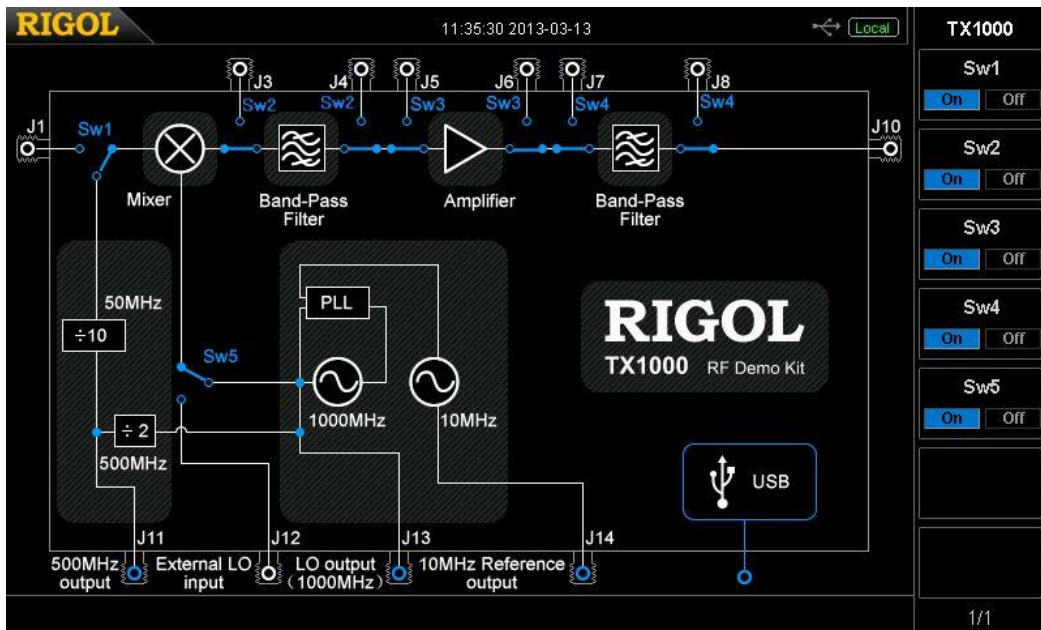 RIGOL
11:35:30 2013-03-13
Local
TX1000
J3
J4
J5
J6
J7
J8
Sw2
Sw2
Sw3
Sw3
Sw4
Sw4
J1
Sw1
J10
Mixer
Band-Pass
Filter
Amplifier
Band-Pass
Filter
50MHz
÷10
PLL
Sw5
1000MHz
10MHz
÷ 2
500MHz
RIGOL
TX1000 RF Demo Kit
USB
J11
J12
J13
J14
500MHz
output
External LO
input
LO output
(1000MHz)
10MHz Reference
output
Sw1
On Off
Sw2
On Off
Sw3
On Off
Sw4
On Off
Sw5
On Off
1/1